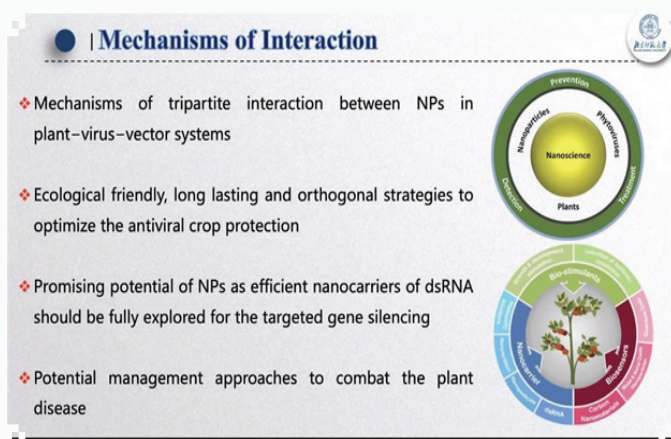 | Mechanisms of Interaction
Mechanisms of tripartite interaction between NPs in
plant−virus−vector systems
Ecological friendly, long lasting and orthogonal strategies to
optimize the antiviral crop protection
Promising potential of NPs as efficient nanocarriers of dsRNA
should be fully explored for the targeted gene silencing
Potential management approaches to combat the plant
disease
Prevention
Nanoparticles
Phytoviruses
Nanoscience
Detection
Treatment
Plants
Bio-stimulants
Nanocarrier
Biosensors
dsRNA
Carbon
Nanomaterials